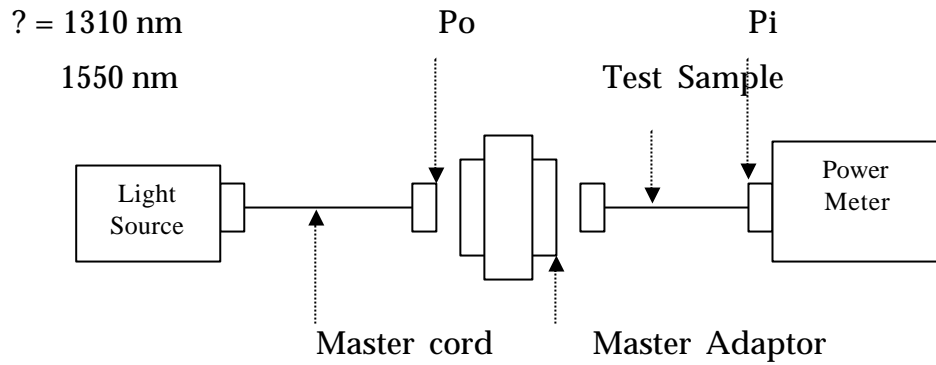 ? = 1310 nm Po Pi
1550 nm Test Sample
Light
Source
Power
Meter
Master cord Master Adaptor